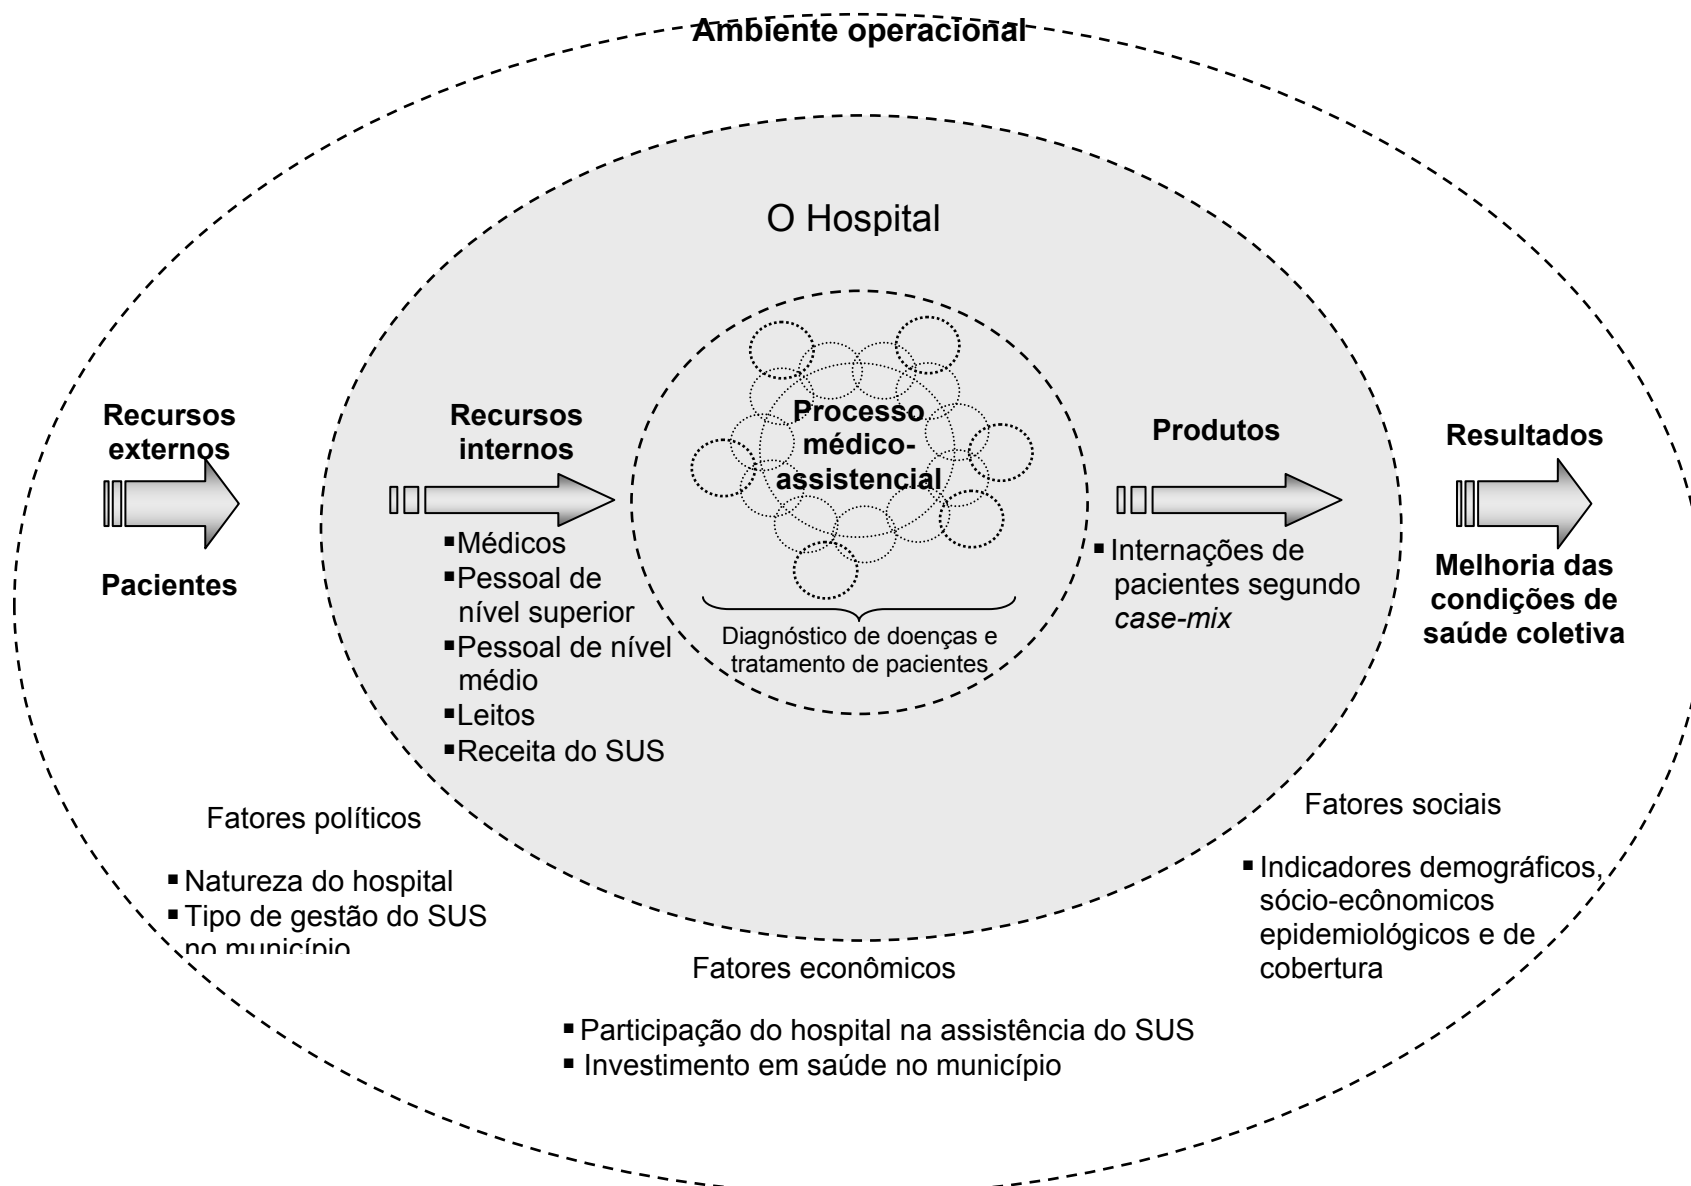 Ambiente operacional
O Hospital
Recursos
externos
Pacientes
Recursos
internos
▪Médicos
▪Pessoal de
nível superior
▪Pessoal de nível
médio
▪Leitos
▪Receita do SUS
Processo
médico-
assistencial
Diagnóstico de doenças e
tratamento de pacientes
Produtos
▪ Internações de
pacientes segundo
case-mix
Resultados
Melhoria das
condições de
saúde coletiva
Fatores políticos
▪ Natureza do hospital
▪ Tipo de gestão do SUS
no município
Fatores econômicos
▪ Participação do hospital na assistência do SUS
▪ Investimento em saúde no município
Fatores sociais
▪ Indicadores demográficos,
sócio-ecônomicos
epidemiológicos e de
cobertura